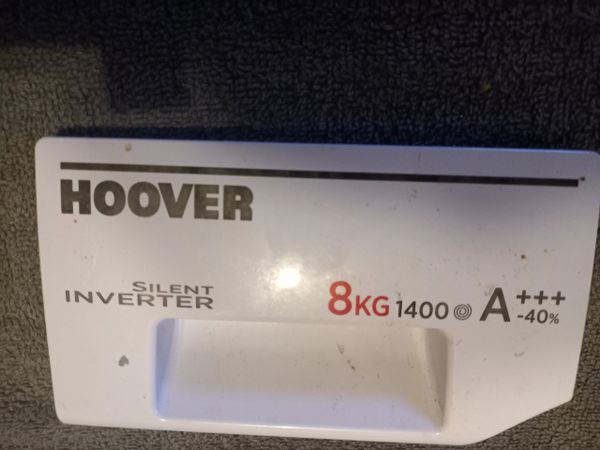 HOOVER
SILENT
INVERTER
8KG 1400 A+++
-40%